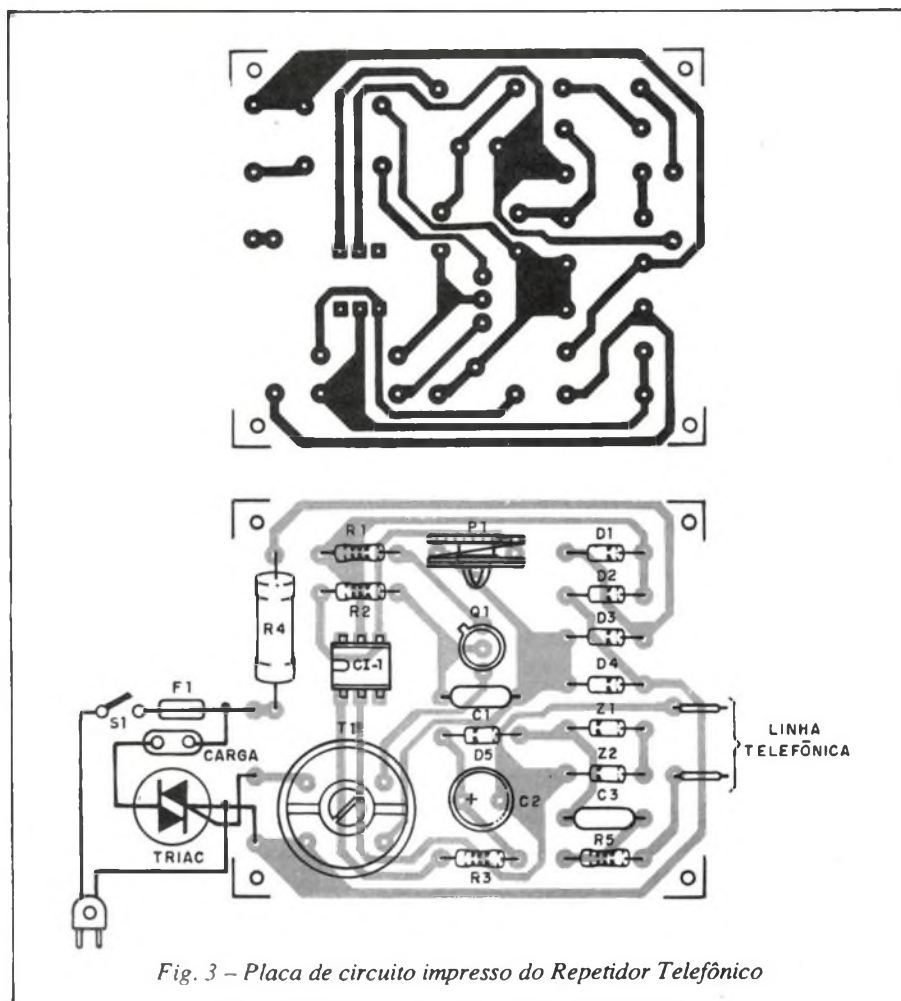 R1
P1
D1
R2
D2
Q1
D3
R4
CI-1
D4
F1
S1
T1
C1
Z1
LINHA
TELEFÔNICA
CARGA
D5
Z2
+
C2
C3
TRIAC
R3
R5
Fig. 3 – Placa de circuito impresso do Repetidor Telefônico